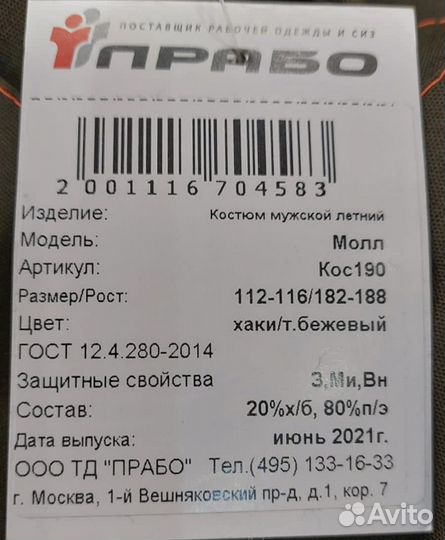 ПОСТАВЩИК РАБОЧЕЙ ОДЕЖДЫ И СИЗ
ПРАБО
2 001116 704583
Изделие: Костюм мужской летний
Модель: Молл
Артикул: Кос190
Размер/Рост: 112-116/182-188
Цвет: хаки/т.бежевый
ГОСТ 12.4.280-2014
Защитные свойства З,Ми,Вн
Состав: 20%х/б, 80%п/э
Дата выпуска: июнь 2021г.
ООО ТД "ПРАБО" Тел.(495) 133-16-33
г. Москва, 1-й Вешняковский пр-д, д.1, кор. 7
Avito